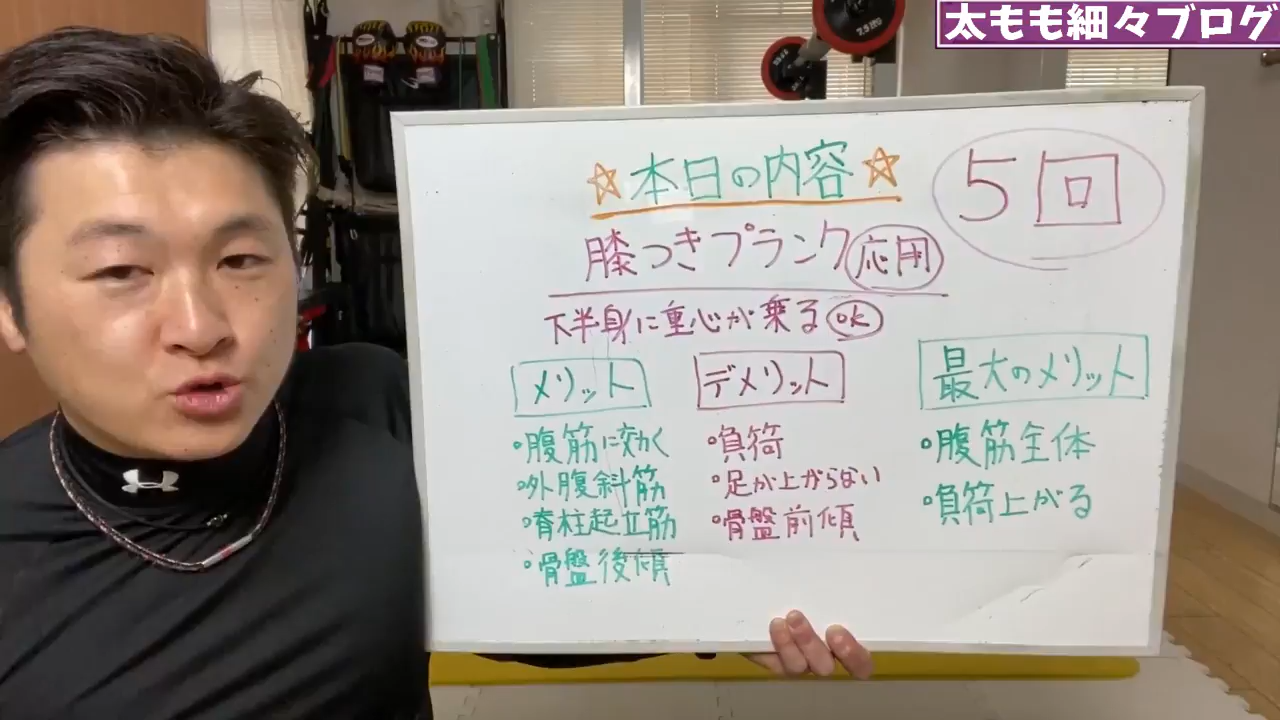 太もも細々ブログ
☆本日の内容☆
5回
膝つきプランク 応用
下半身に重心が乗る OK
メリット
・腹筋に効く
・外腹斜筋
・脊柱起立筋
・骨盤後傾
デメリット
・負荷
・足が上がらない
・骨盤前傾
最大のメリット
・腹筋全体
・負荷上がる